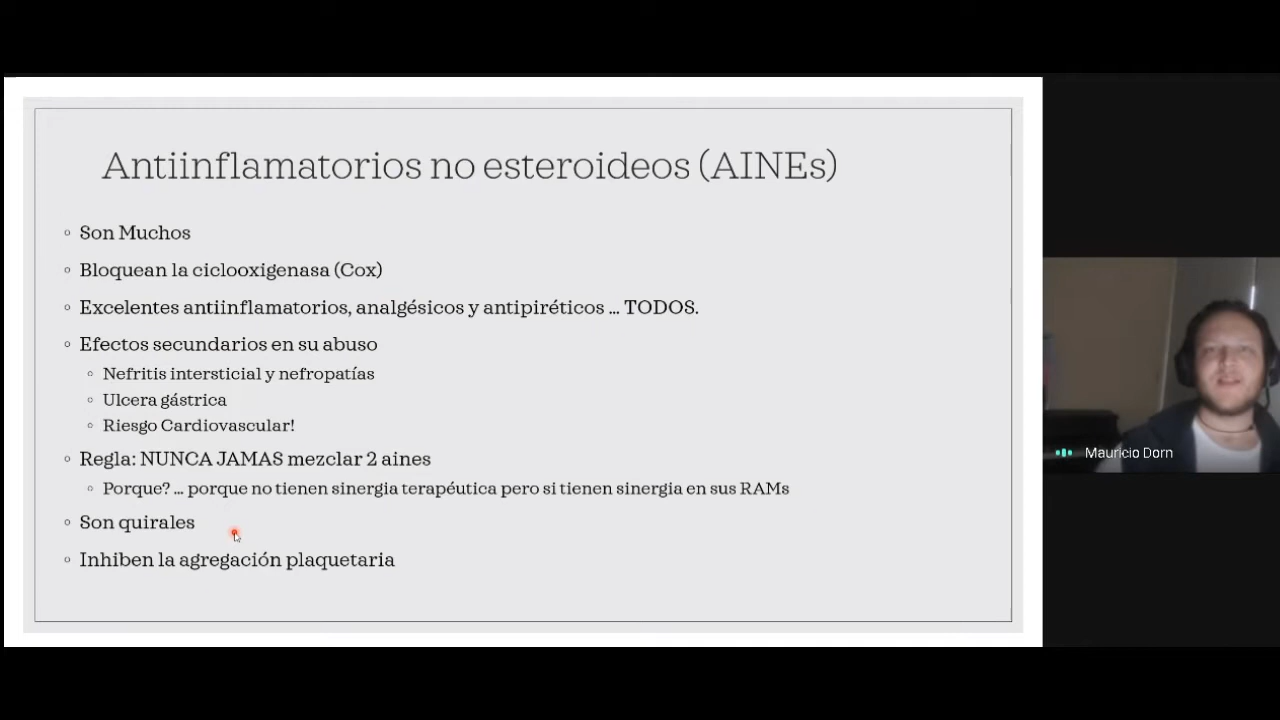 Antiinflamatorios no esteroideos (AINEs)
Son Muchos
Bloquean la ciclooxigenasa (Cox)
Excelentes antiinflamatorios, analgésicos y antipiréticos ... TODOS.
Efectos secundarios en su abuso
Nefritis intersticial y nefropatías
Ulcera gástrica
Riesgo Cardiovascular!
Regla: NUNCA JAMAS mezclar 2 aines
Porque? ... porque no tienen sinergia terapéutica pero si tienen sinergia en sus RAMs
Son quirales
Inhiben la agregación plaquetaria
Mauricio Dorn